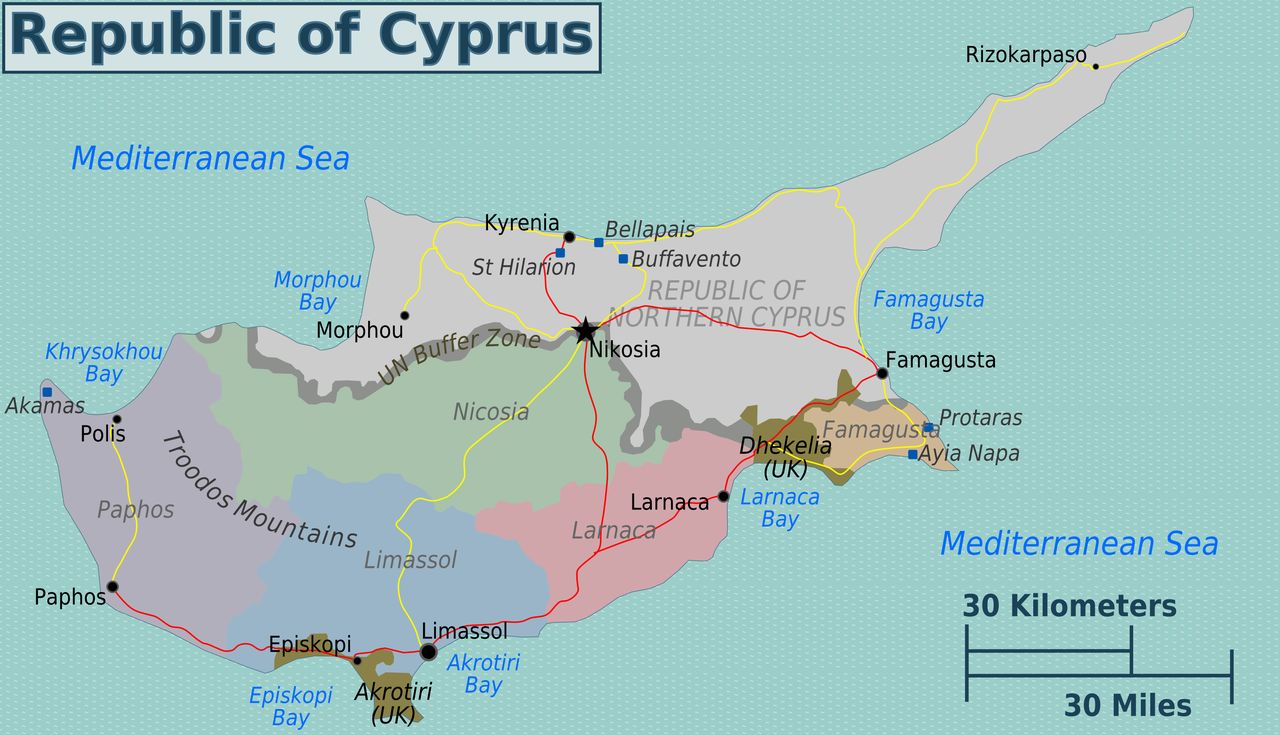 Republic of Cyprus
Rizokarpaso
Mediterranean Sea
Kyrenia
Bellapais
St Hilarion
Buffavento
Morphou
Bay
REPUBLIC OF
NORTHERN CYPRUS
Famagusta
Bay
Morphou
UN Buffer Zone
Nikosia
Khrysokhou
Bay
Famagusta
Akamas
Polis
Nicosia
Protaras
Famagusta
Dhekelia
(UK)
Ayia Napa
Troodos Mountains
Paphos
Larnaca
Larnaca
Bay
Larnaca
Limassol
Mediterranean Sea
Paphos
30 Kilometers
Episkopi
Limassol
Akrotiri
Bay
Episkopi
Bay
Akrotiri
(UK)
30 Miles